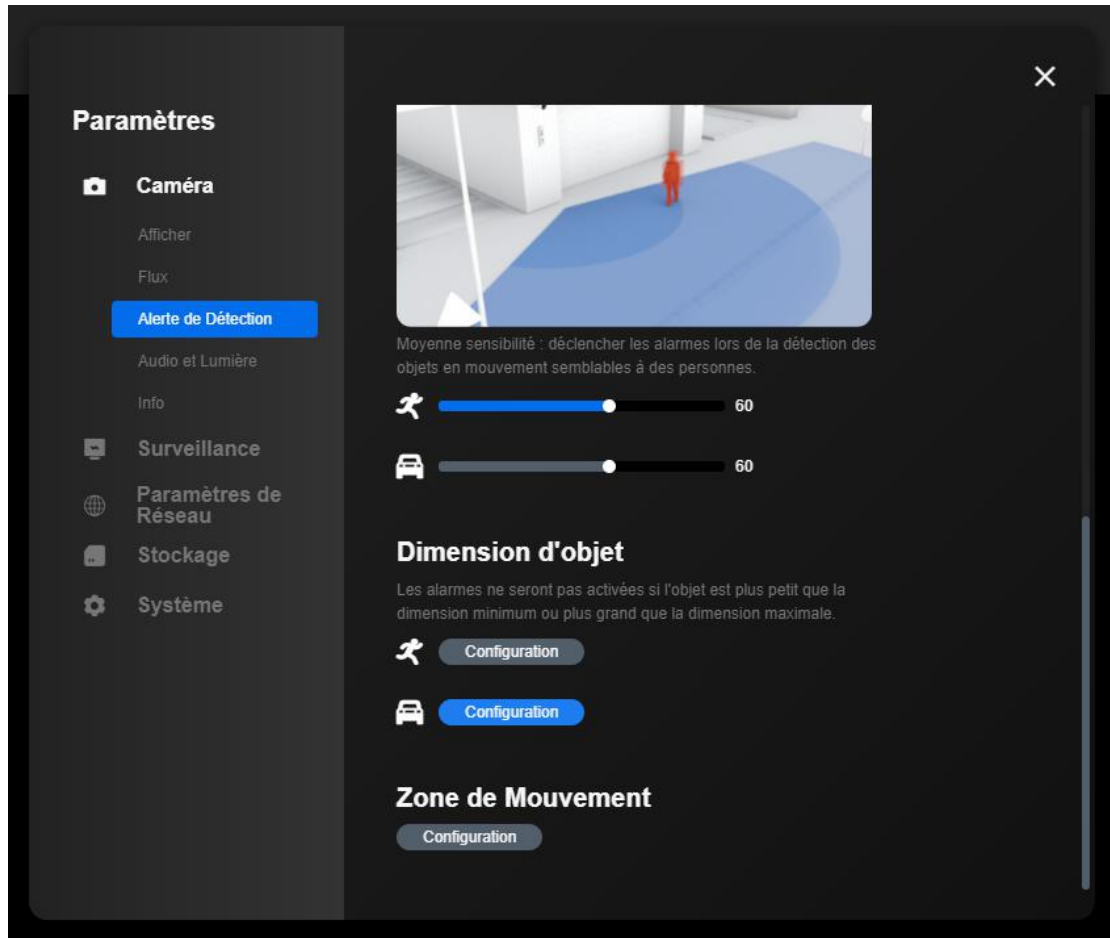 Paramètres
Caméra
Afficher
Flux
Alerte de Détection
Audio et Lumière
Info
Surveillance
Paramètres de
Réseau
Stockage
Système
Moyenne sensibilité : déclencher les alarmes lors de la détection des
objets en mouvement semblables á des personnes.
60
60
Dimension d'objet
Les alarmes ne seront pas activées si l'objet est plus petit que la
dimension minimum ou plus grand que la dimension maximale.
Configuration
Configuration
Zone de Mouvement
Configuration